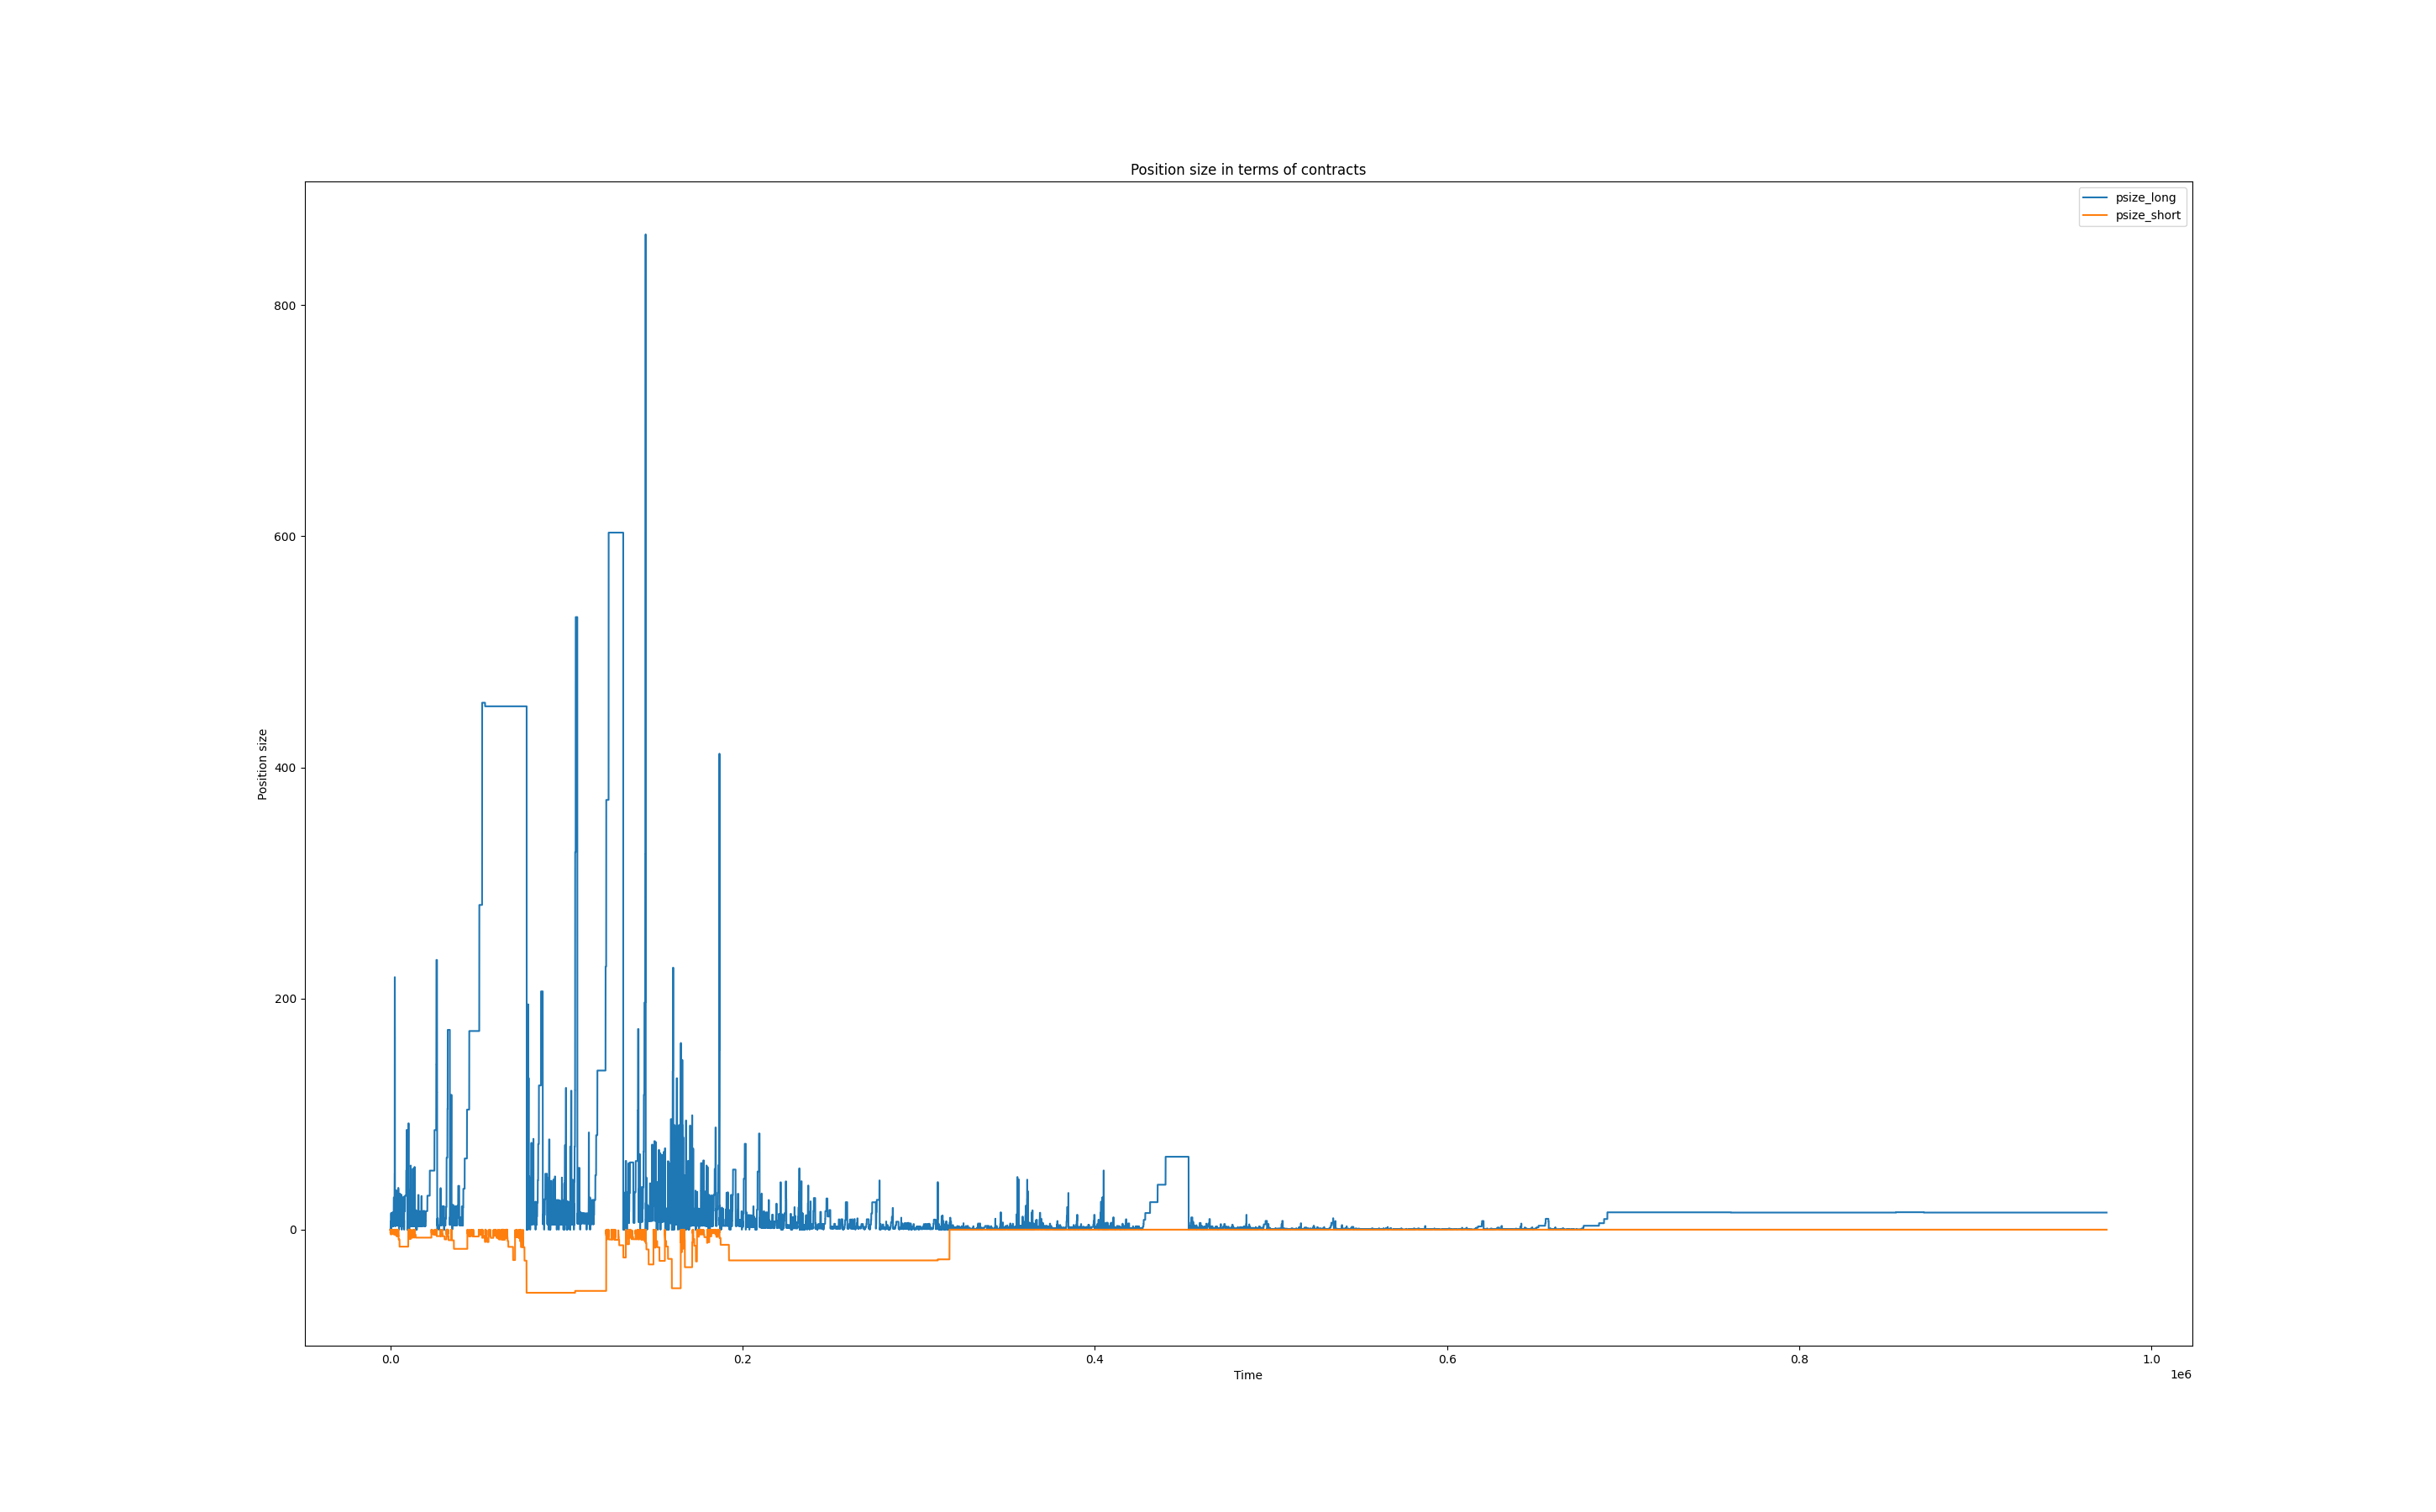 Position size in terms of contracts
psize_long
psize_short
800
600
400
200
0
Position size
0.0
0.2
0.4
0.6
0.8
1.0
Time
1e6